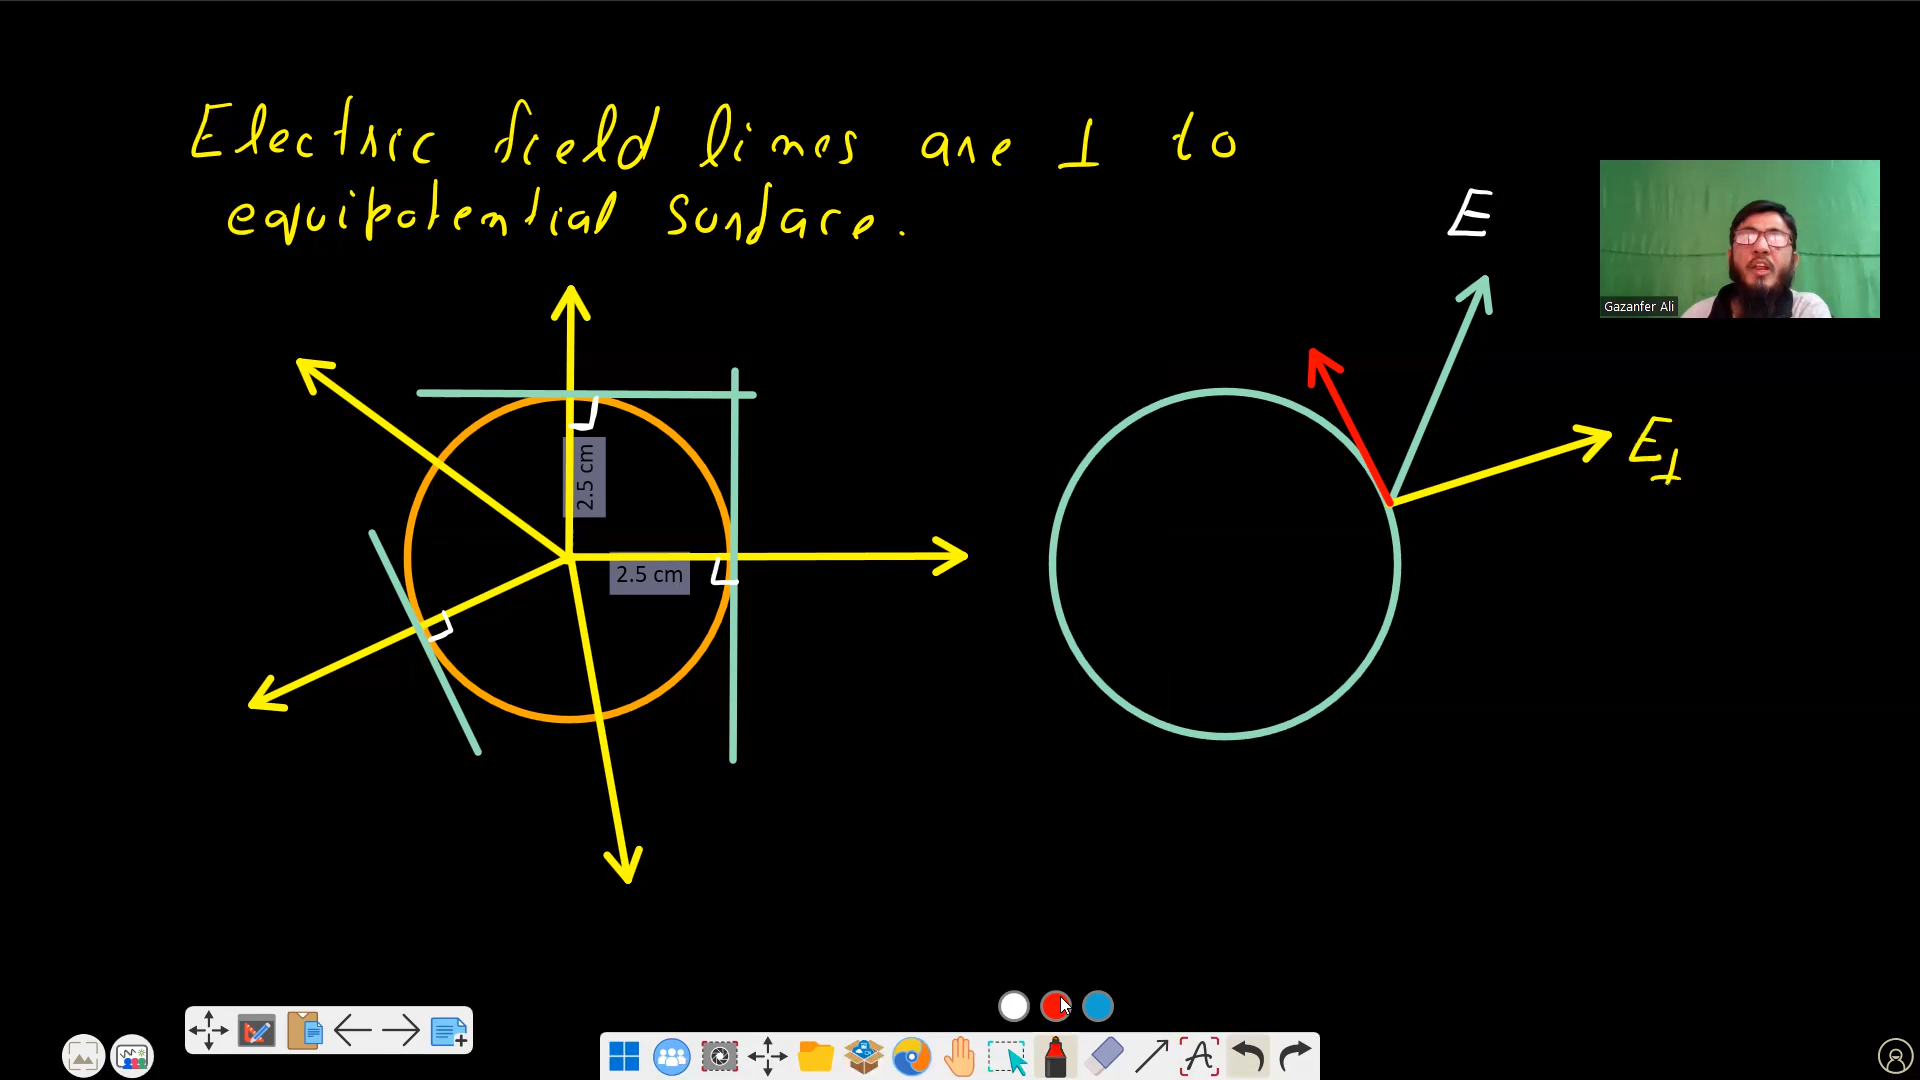 Electric field lines are ⊥ to
equipotential surface.
E
Gazanfer Ali
E⊥
2.5 cm
2.5 cm